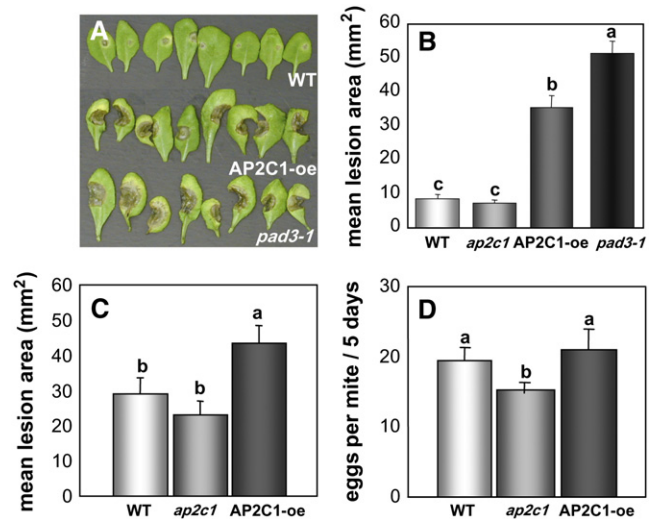 A
WT
AP2C1-oe
pad3-1
B
mean lesion area (mm²)
60
50
40
30
20
10
0
c
c
b
a
WT ap2c1 AP2C1-oe pad3-1
C
mean lesion area (mm²)
60
50
40
30
20
10
0
b
b
a
WT ap2c1 AP2C1-oe
D
eggs per mite / 5 days
30
20
10
0
a
b
a
WT ap2c1 AP2C1-oe